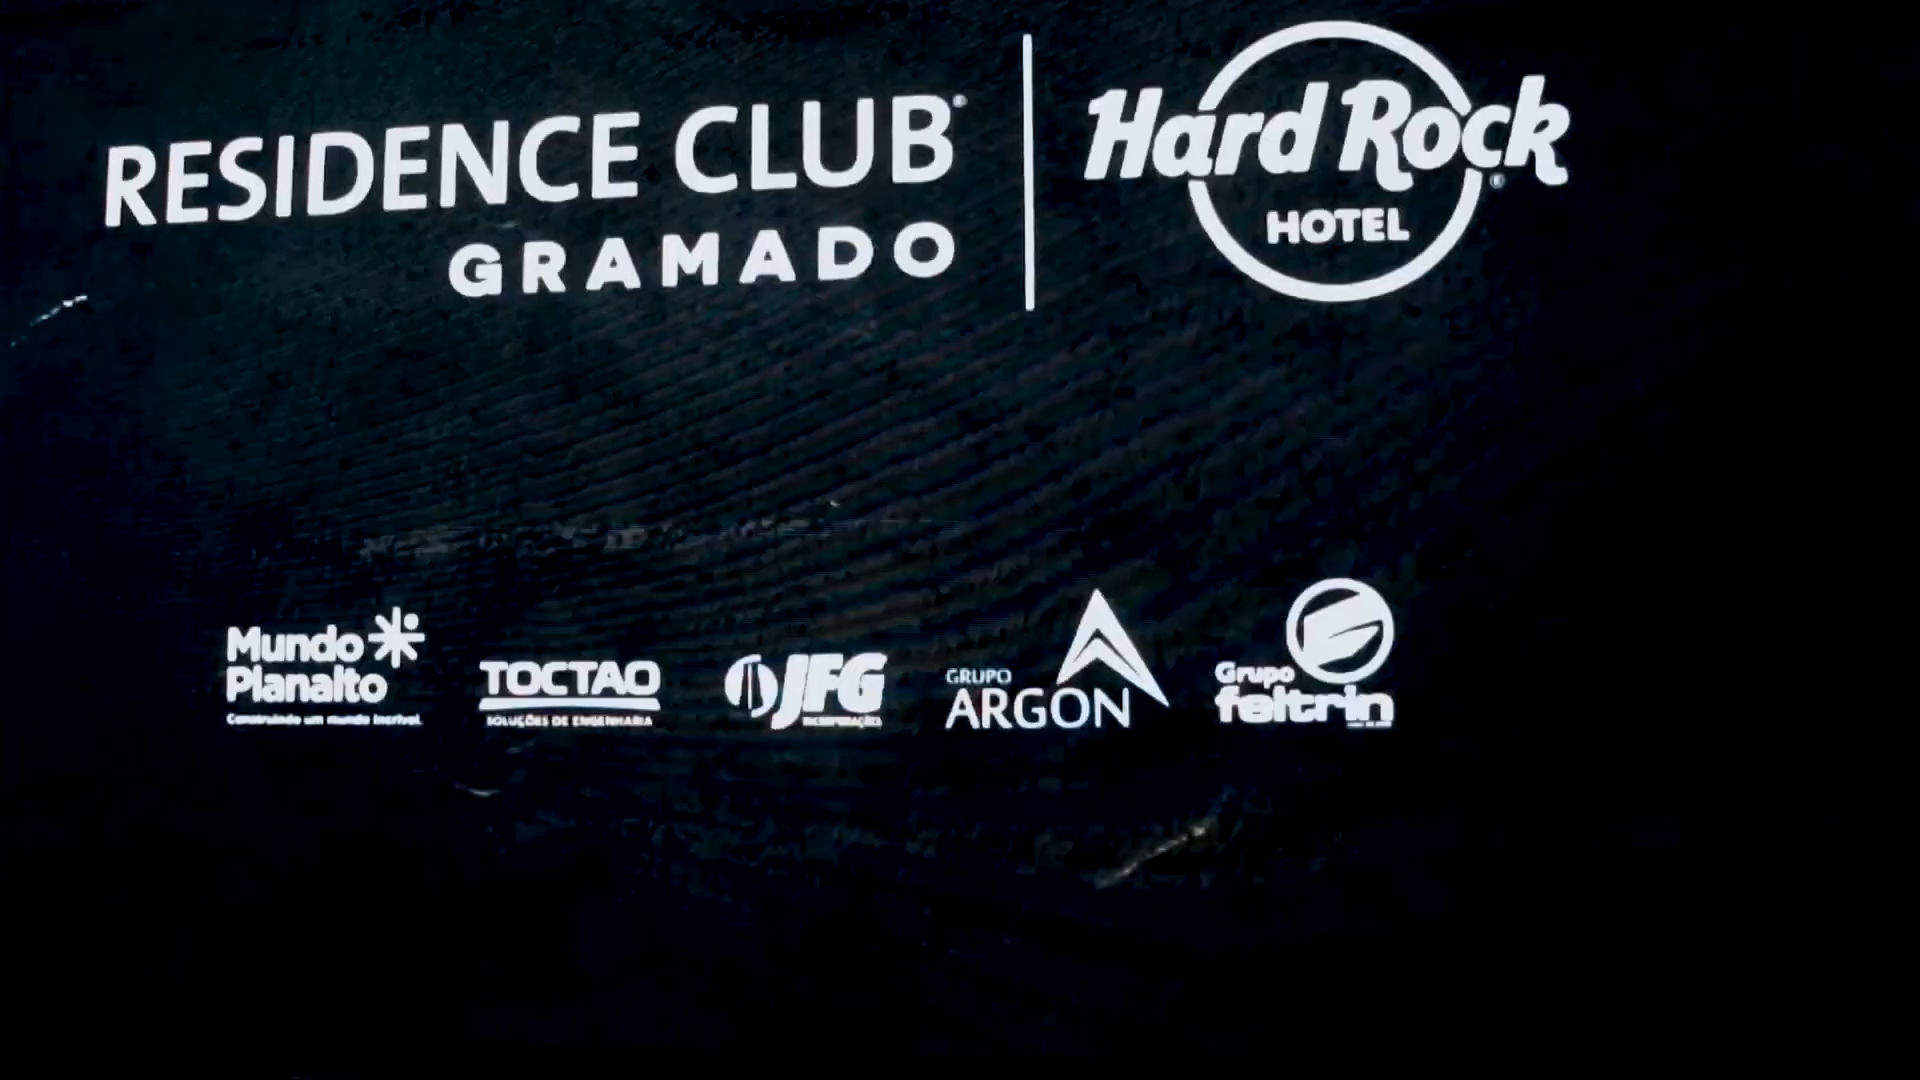 RESIDENCE CLUB®
GRAMADO
Hard Rock®
HOTEL
Mundo
Planalto
Construindo um mundo incrível.
TOCTAO
SOLUÇÕES DE ENGENHARIA
JFG
INCORPORAÇÕES
GRUPO
ARGON
Grupo
feltrin